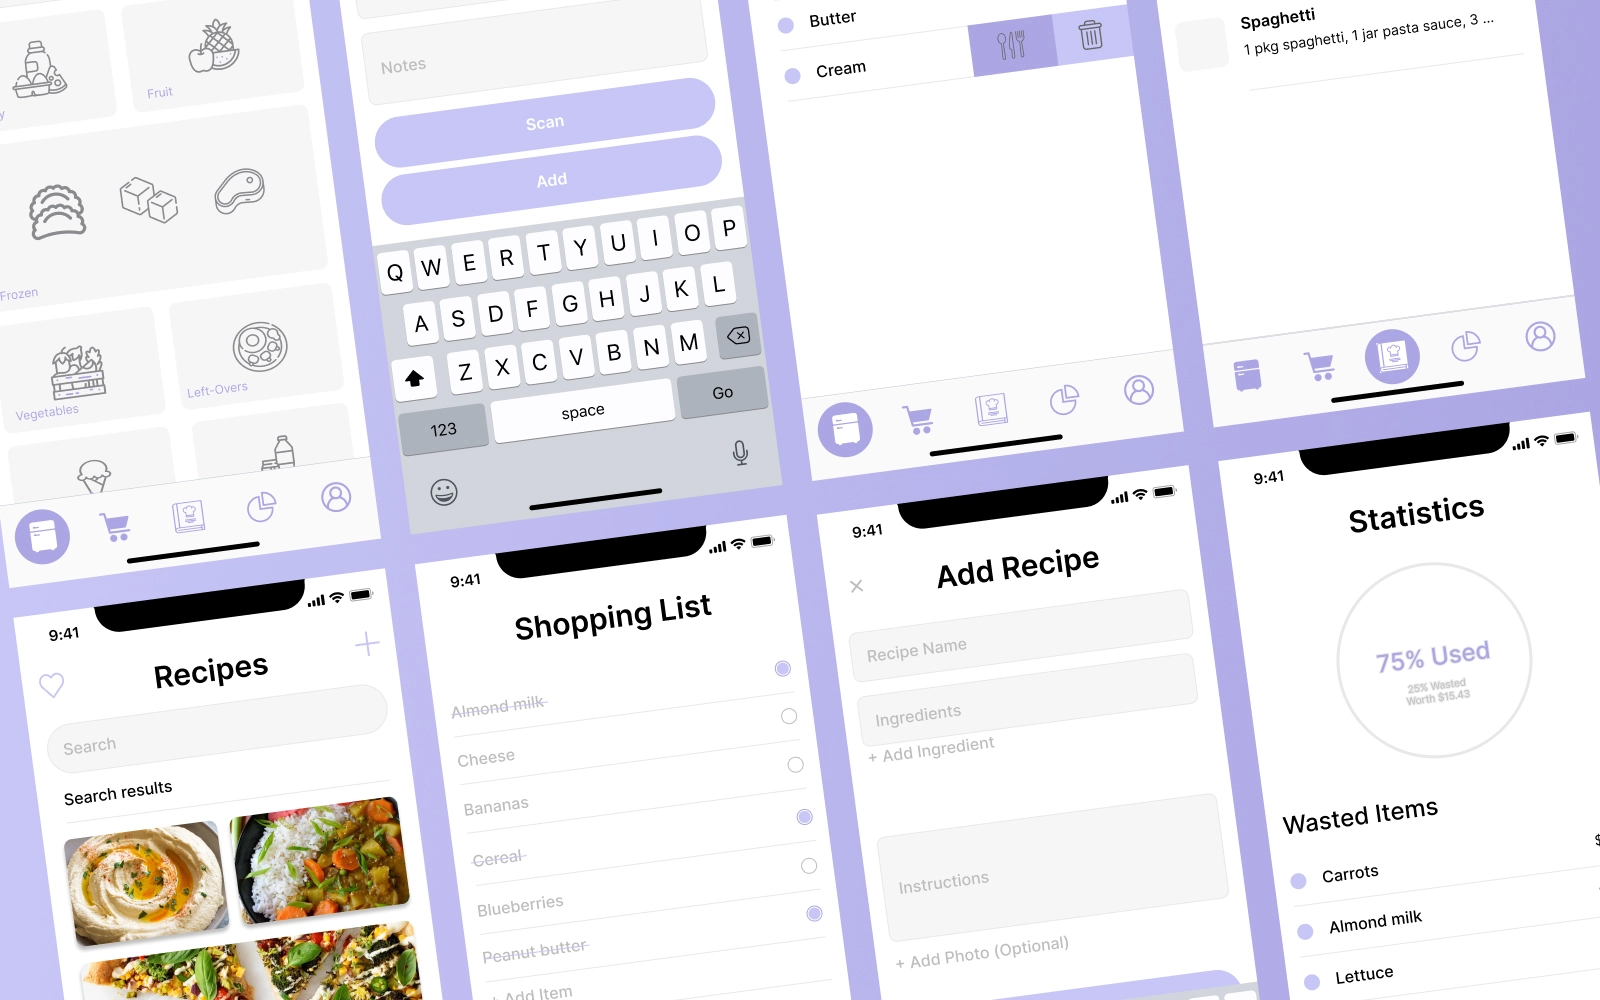 y
Fruit
Frozen
Vegetables
Left-Overs
Notes
Scan
Add
Q W E R T Y U I O P
A S D F G H J K L
Z X C V B N M
123
space
Go
Butter
Cream
Spaghetti
1 pkg spaghetti, 1 jar pasta sauce, 3 ...
9:41
Recipes
Search
Search results
9:41
Shopping List
Almond milk
Cheese
Bananas
Cereal
Blueberries
Peanut butter
+ Add Item
9:41
Add Recipe
Recipe Name
Ingredients
+ Add Ingredient
Instructions
+ Add Photo (Optional)
9:41
Statistics
75% Used
25% Wasted
Worth $15.43
Wasted Items
$
Carrots
Almond milk
Lettuce